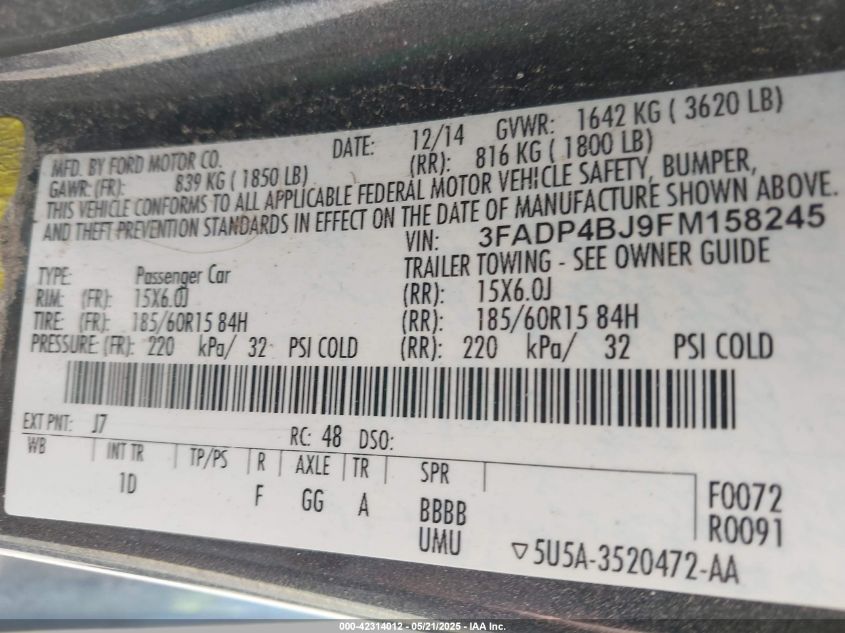 MFD. BY FORD MOTOR CO. DATE: 12/14 GVWR: 1642 KG ( 3620 LB)
GAWR: (FR): 839 KG ( 1850 LB) (RR): 816 KG ( 1800 LB)
THIS VEHICLE CONFORMS TO ALL APPLICABLE FEDERAL MOTOR VEHICLE SAFETY, BUMPER,
AND THEFT PREVENTION STANDARDS IN EFFECT ON THE DATE OF MANUFACTURE SHOWN ABOVE.
VIN: 3FADP4BJ9FM158245
TYPE: Passenger Car TRAILER TOWING - SEE OWNER GUIDE
RIM: (FR): 15X6.0J (RR): 15X6.0J
TIRE: (FR): 185/60R15 84H (RR): 185/60R15 84H
PRESSURE: (FR): 220 kPa/ 32 PSI COLD (RR): 220 kPa/ 32 PSI COLD
EXT PNT: J7 RC: 48 DSO:
WB INT TR TP/PS R AXLE TR SPR
1D F GG A BBBB F0072
UMU R0091
▽5U5A-3520472-AA
000-42314012 - 05/21/2025 - IAA Inc.